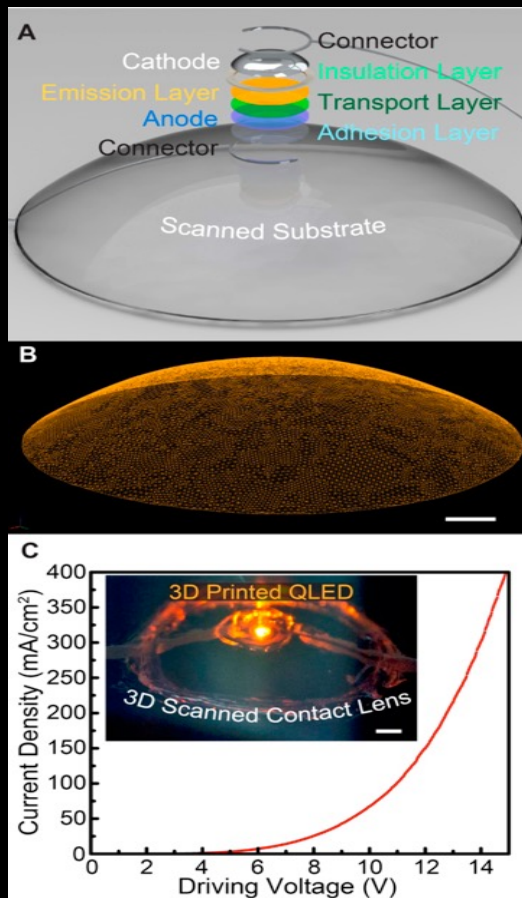 A
Connector
Cathode
Insulation Layer
Emission Layer
Transport Layer
Anode
Adhesion Layer
Connector
Scanned Substrate
B
C
400
350
300
250
200
150
100
50
0
Current Density (mA/cm²)
3D Printed QLED
3D Scanned Contact Lens
0 2 4 6 8 10 12 14
Driving Voltage (V)